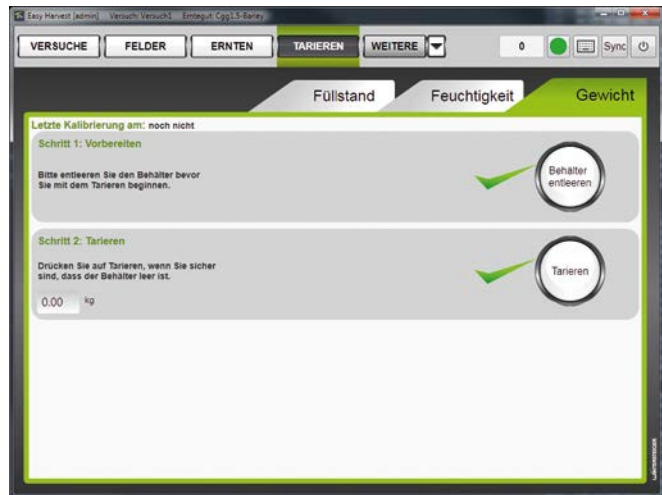 Easy Harvest [admin] Versuch: Versuch1 Erntegut: Cgg1.5-Barley
VERSUCHE FELDER ERNTEN TARIEREN WEITERE 0 Sync
Füllstand Feuchtigkeit Gewicht
Letzte Kalibrierung am: noch nicht
Schritt 1: Vorbereiten
Bitte entleeren Sie den Behälter bevor
Sie mit dem Tarieren beginnen.
Behälter
entleeren
Schritt 2: Tarieren
Drücken Sie auf Tarieren, wenn Sie sicher
sind, dass der Behälter leer ist.
Tarieren
0.00 kg